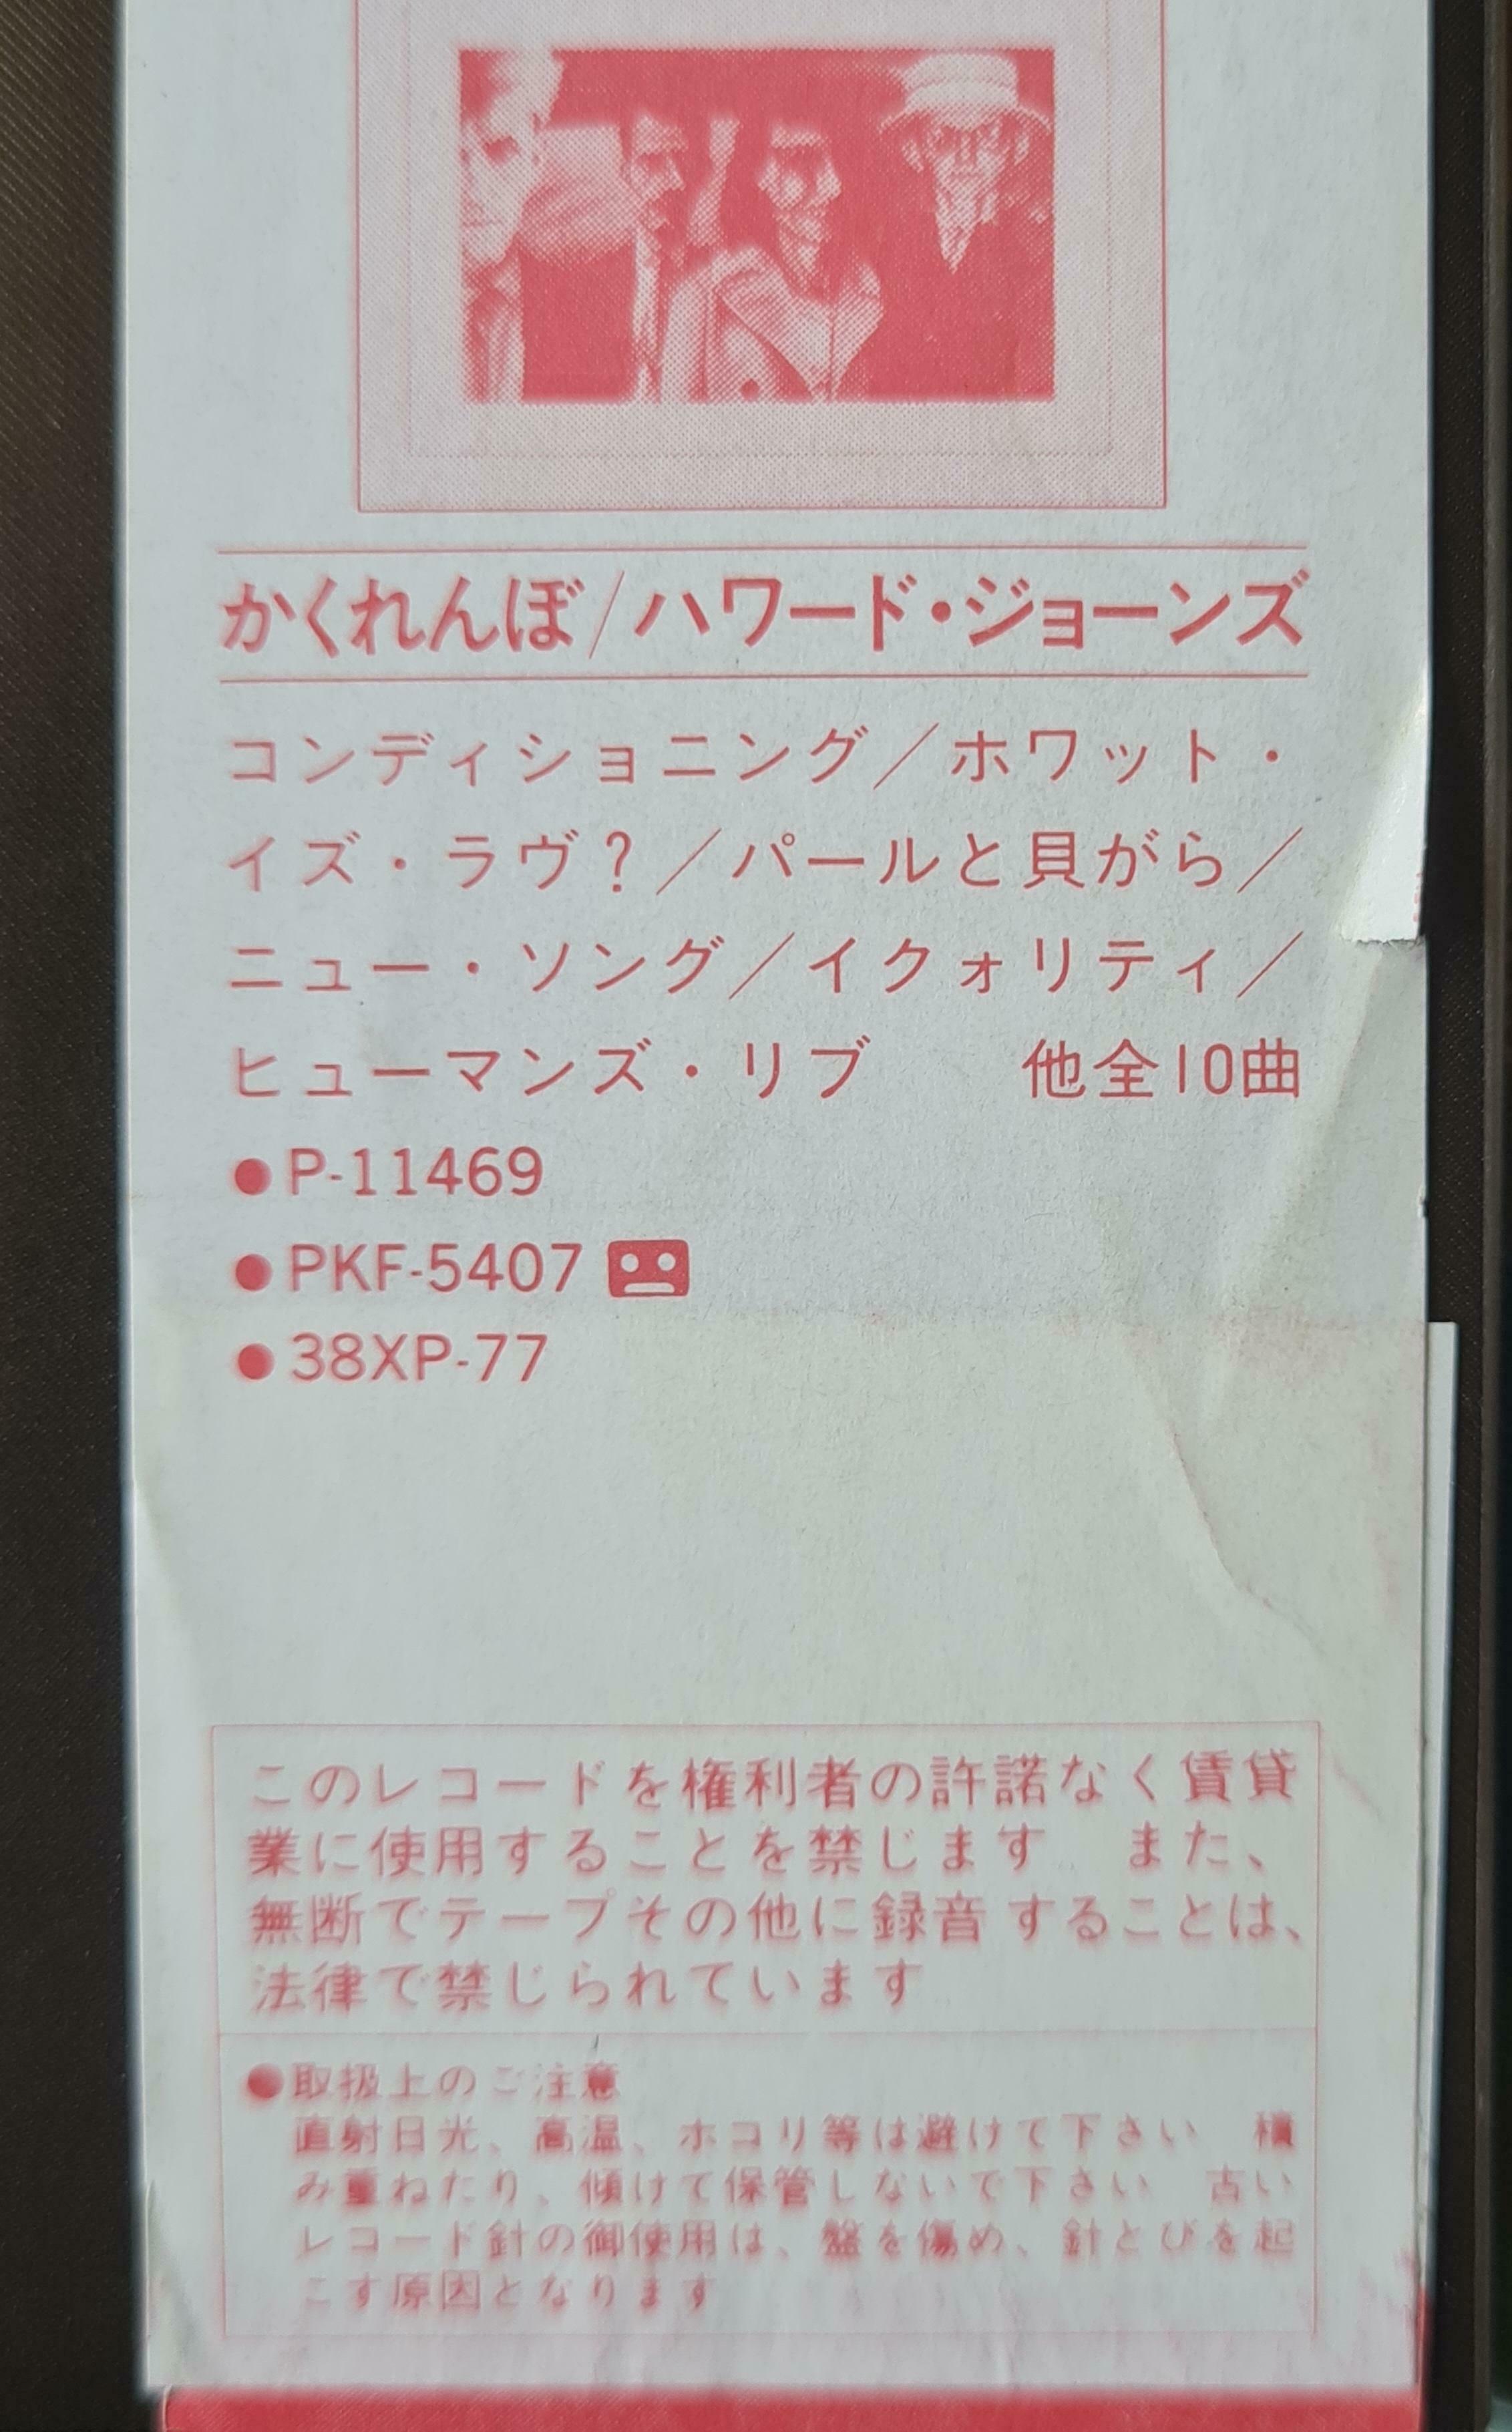 かくれんぼ/ハワード・ジョーンズ
コンディショニング/ホワット・
イズ・ラヴ?/パールと貝がら/
ニュー・ソング/イクォリティ/
ヒューマンズ・リブ 他全10曲
●P-11469
●PKF-5407
●38XP-77
このレコードを権利者の許諾なく賃貸
業に使用することを禁じます また、
無断でテープその他に録音することは、
法律で禁じられています
●取扱上のご注意
直射日光、高温、ホコリ等は避けて下さい 積
み重ねたり、傾けて保管しないで下さい 古い
レコード針の御使用は、盤を傷め、針とびを起
こす原因となります